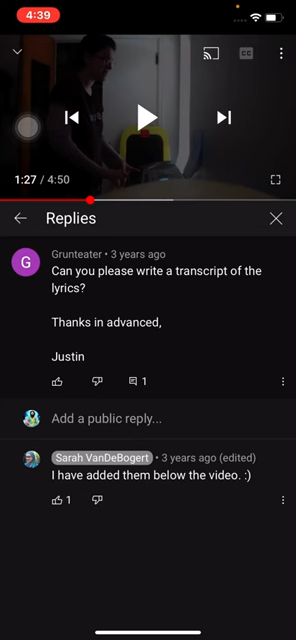 4:39
CC
1:27 / 4:50
Replies
G
Grunteater • 3 years ago
Can you please write a transcript of the
lyrics?
Thanks in advanced,
Justin
1
Add a public reply...
Sarah VanDeBogert • 3 years ago (edited)
I have added them below the video. :)
1